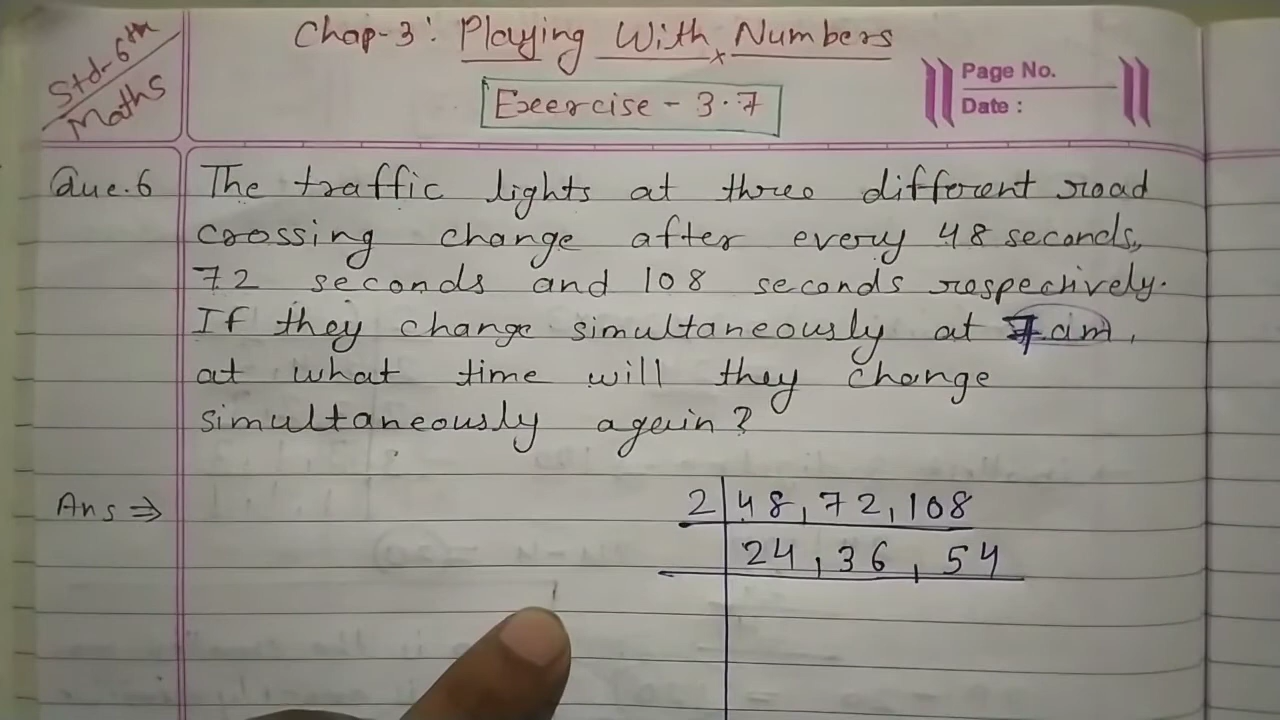 Std-6th
Maths
Chap-3: Playing With Numbers
Exercise - 3.7
Page No.
Date :
Que.6 The traffic lights at three different road
crossing change after every 48 seconds,
72 seconds and 108 seconds respectively.
If they change simultaneously at 7 am,
at what time will they change
simultaneously again?
Ans ⇒
2 48, 72, 108
24, 36, 54